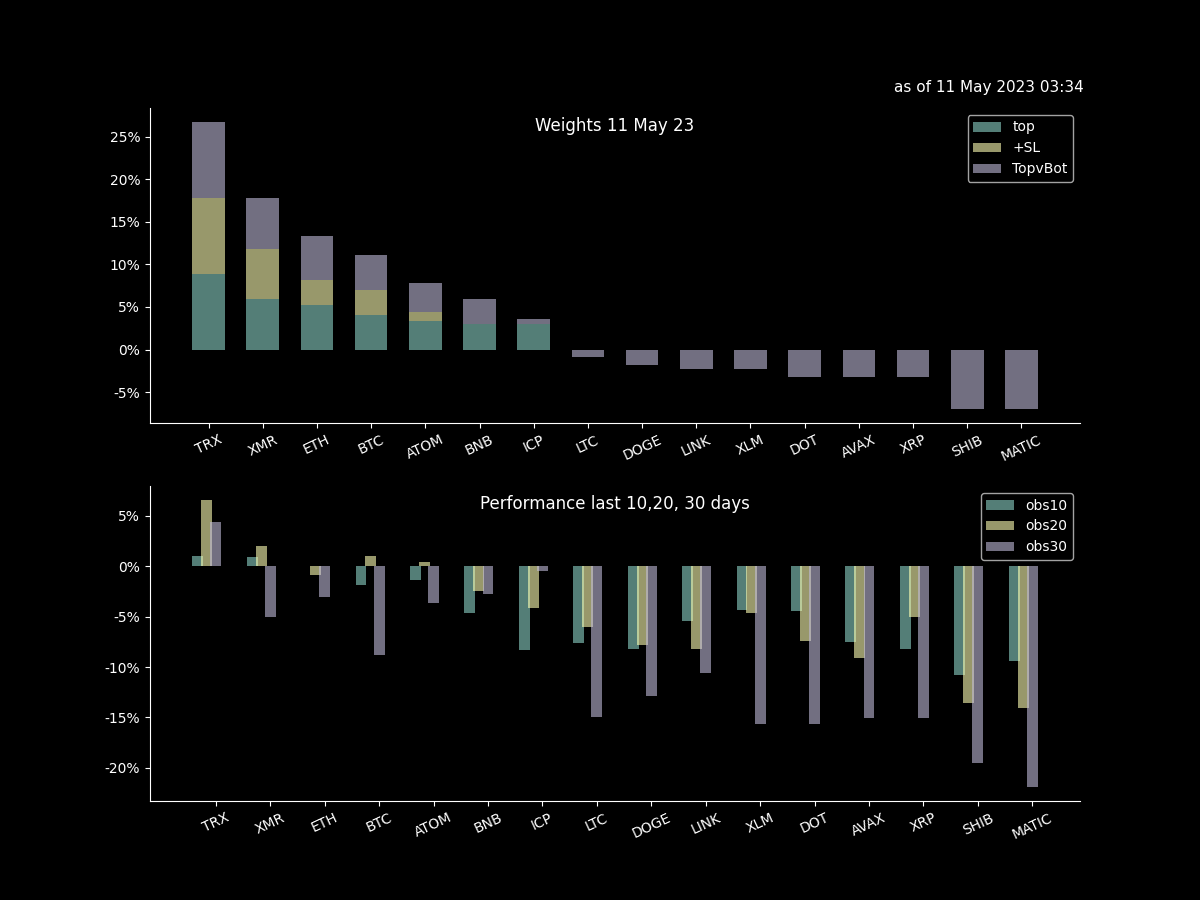 as of 11 May 2023 03:34
Weights 11 May 23
top
+SL
TopvBot
25%
20%
15%
10%
5%
0%
-5%
TRX XMR ETH BTC ATOM BNB ICP LTC DOGE LINK XLM DOT AVAX XRP SHIB MATIC
Performance last 10,20, 30 days
obs10
obs20
obs30
5%
0%
-5%
-10%
-15%
-20%
TRX XMR ETH BTC ATOM BNB ICP LTC DOGE LINK XLM DOT AVAX XRP SHIB MATIC